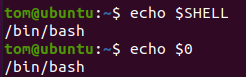 tom@ubuntu:~$ echo $SHELL
/bin/bash
tom@ubuntu:~$ echo $0
/bin/bash